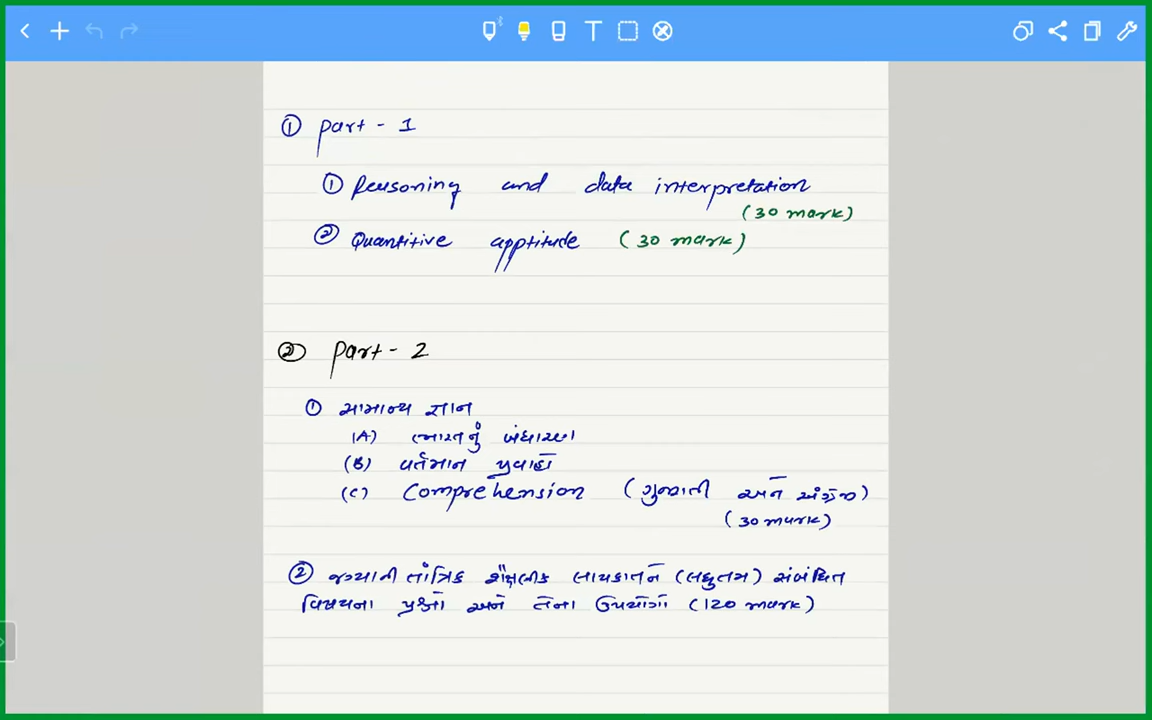 ① Part - 1
① Reasoning and data interpretation
(30 mark)
② Quantitive apptitude (30 mark)
② Part - 2
① સામાન્ય જ્ઞાન
(A) ભારતનું બંધારણ
(B) વર્તમાન પ્રવાહો
(C) Comprehension (ગુજરાતી અને અંગ્રેજી)
(30 mark)
② જગ્યાની તાંત્રિક શૈક્ષણીક લાયકાતને (લઘુતમ) સંબંધિત
વિષયના પ્રશ્નો અને તેના ઉપયોગો (120 mark)